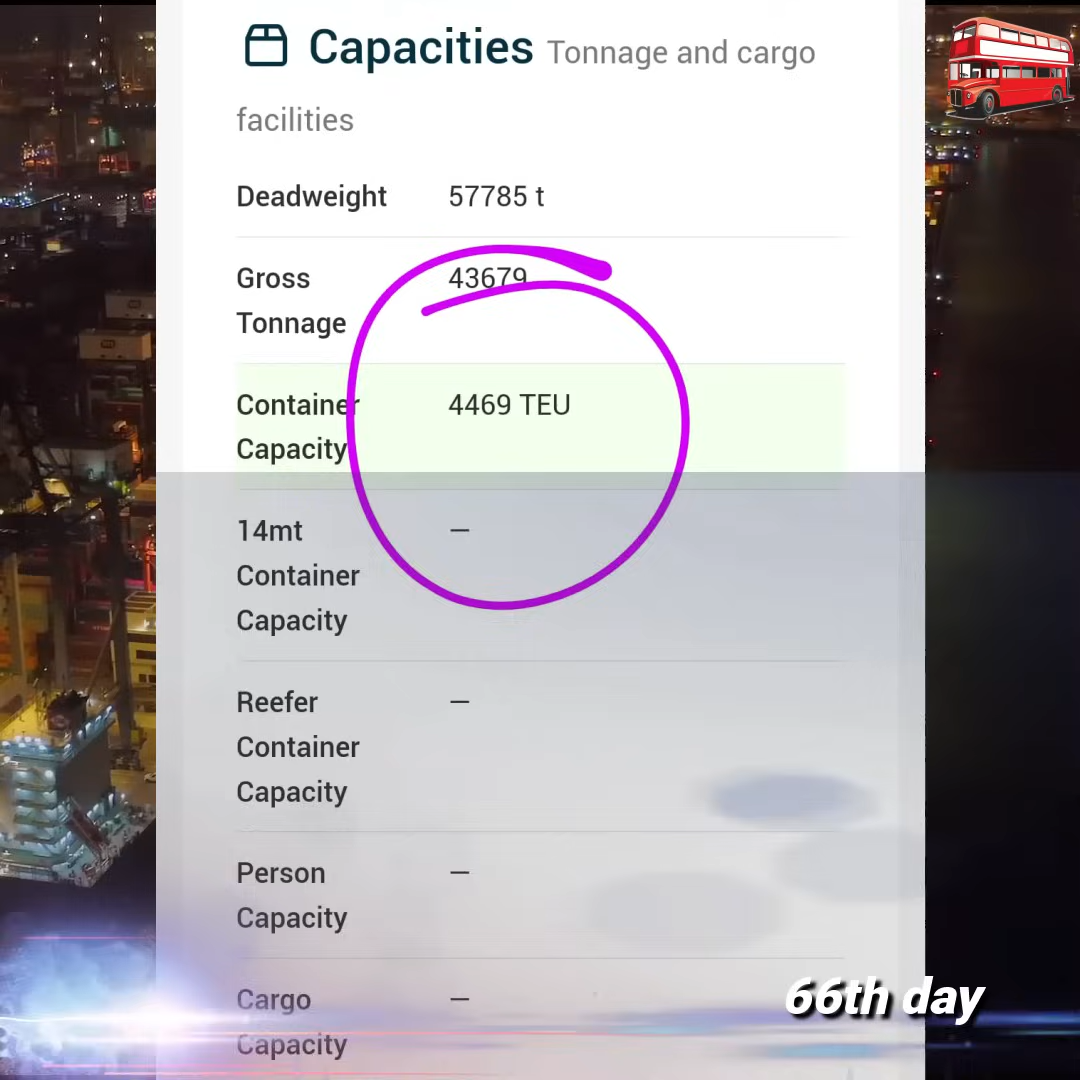 Capacities Tonnage and cargo
facilities
Deadweight 57785 t
Gross 43679
Tonnage
Container 4469 TEU
Capacity
14mt —
Container
Capacity
Reefer —
Container
Capacity
Person —
Capacity
Cargo —
Capacity
66th day